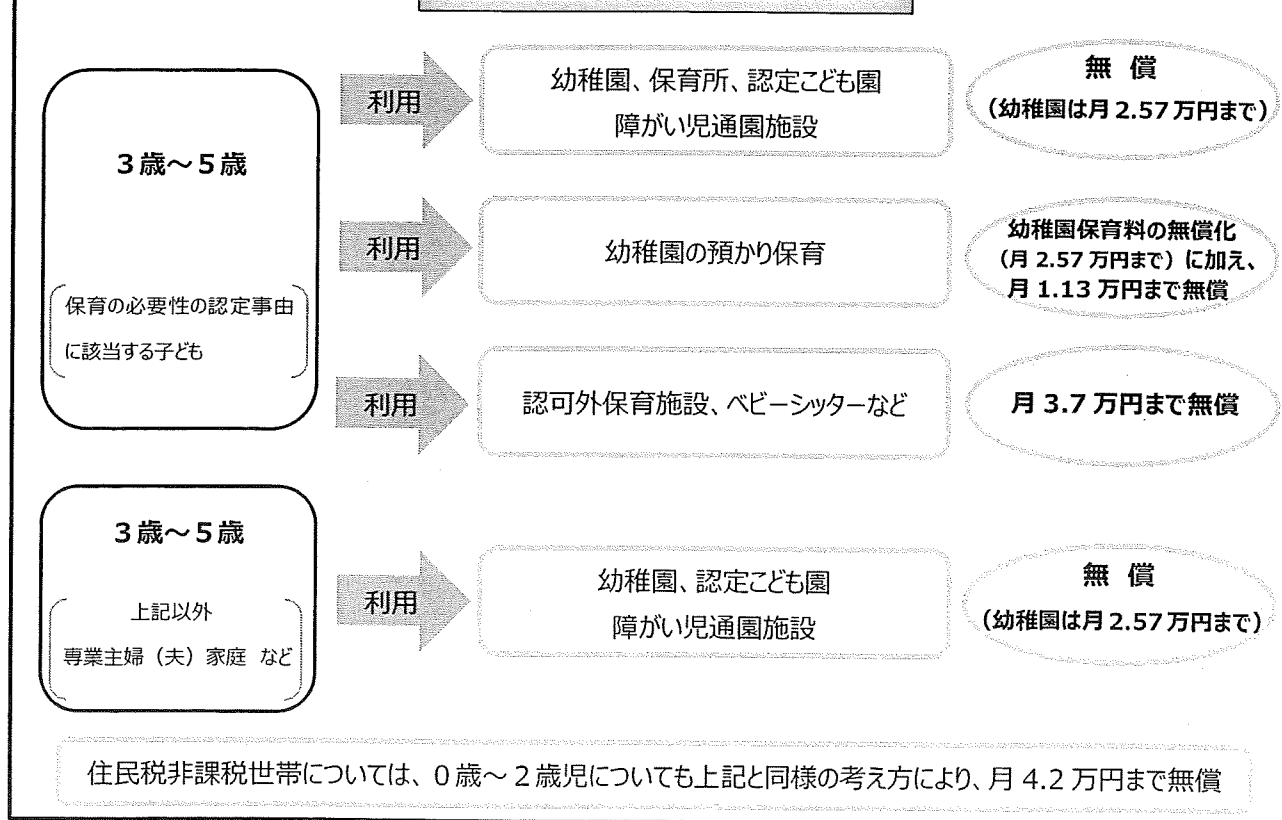 3歳～5歳
保育の必要性の認定事由
に該当する子ども
利用
幼稚園、保育所、認定こども園
障がい児通園施設
無 償
（幼稚園は月 2.57 万円まで）
利用
幼稚園の預かり保育
幼稚園保育料の無償化
（月 2.57 万円まで）に加え、
月 1.13 万円まで無償
利用
認可外保育施設、ベビーシッターなど
月 3.7 万円まで無償
3歳～5歳
上記以外
専業主婦（夫）家庭 など
利用
幼稚園、認定こども園
障がい児通園施設
無 償
（幼稚園は月 2.57 万円まで）
住民税非課税世帯については、0歳～2歳児についても上記と同様の考え方により、月 4.2 万円まで無償